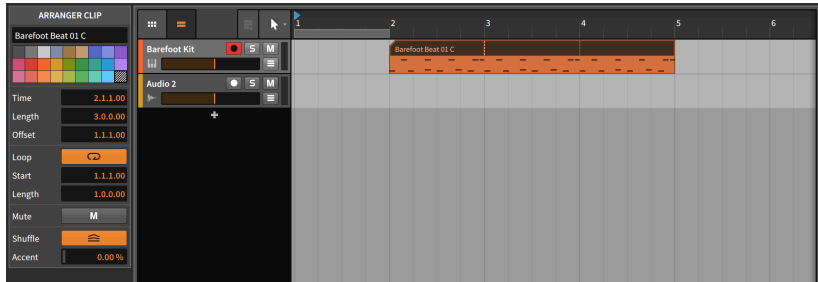 ARRANGER CLIP
Barefoot Beat 01 C
Time 2.1.1.00
Length 3.0.0.00
Offset 1.1.1.00
Loop
Start 1.1.1.00
Length 1.0.0.00
Mute M
Shuffle
Accent 0.00 %
1 2 3 4 5 6
Barefoot Kit S M
Audio 2 S M
Barefoot Beat 01 C